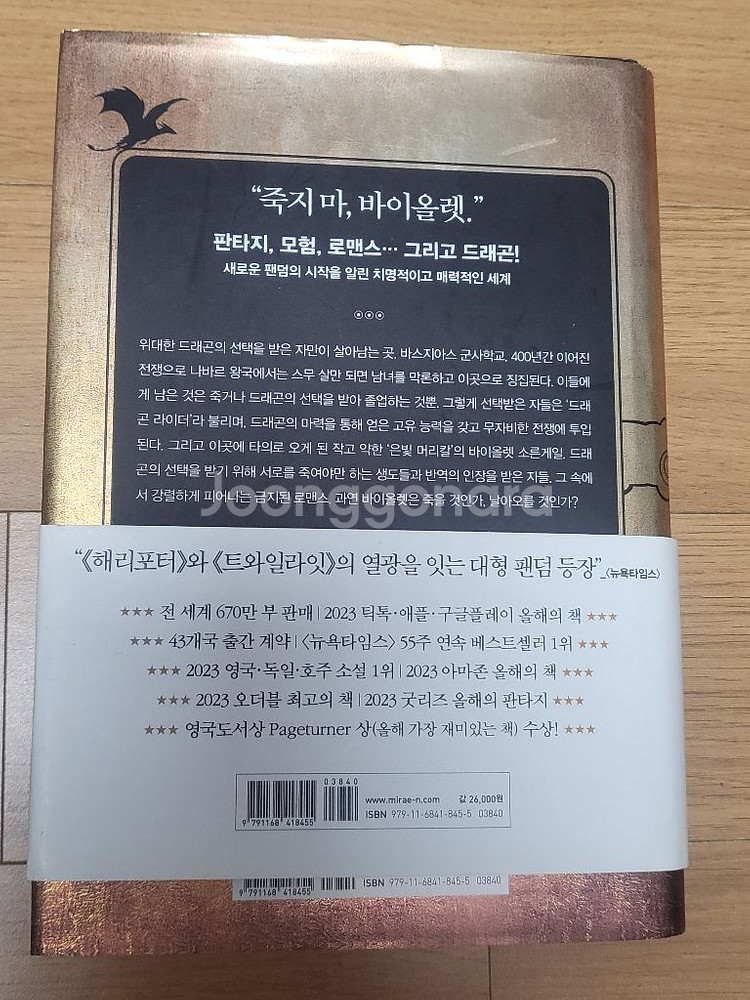 “죽지 마, 바이올렛.”
판타지, 모험, 로맨스… 그리고 드래곤!
새로운 팬덤의 시작을 알린 치명적이고 매력적인 세계
위대한 드래곤의 선택을 받은 자만이 살아남는 곳, 바스지아스 군사학교. 400년간 이어진
전쟁으로 나바르 왕국에서는 스무 살만 되면 남녀를 막론하고 이곳으로 징집된다. 이들에
게 남은 것은 죽거나 드래곤의 선택을 받아 졸업하는 것뿐. 그렇게 선택받은 자들은 ‘드래
곤 라이더’라 불리며, 드래곤의 마력을 통해 얻은 고유 능력을 갖고 무자비한 전쟁에 투입
된다. 그리고 이곳에 타의로 오게 된 작고 약한 ‘은빛 머리칼’의 바이올렛 소른게일. 드래
곤의 선택을 받기 위해 서로를 죽여야만 하는 생도들과 반역의 인장을 받은 자들. 그 속에
서 강렬하게 피어나는 금지된 로맨스. 과연 바이올렛은 죽을 것인가, 날아오를 것인가?
Joonggonara
“《해리포터》와 《트와일라잇》의 열광을 잇는 대형 팬덤 등장”_〈뉴욕타임스〉
★★★ 전 세계 670만 부 판매 | 2023 틱톡·애플·구글플레이 올해의 책 ★★★
★★★ 43개국 출간 계약 | 〈뉴욕타임스〉 55주 연속 베스트셀러 1위 ★★★
★★★ 2023 영국·독일·호주 소설 1위 | 2023 아마존 올해의 책 ★★★
★★★ 2023 오더블 최고의 책 | 2023 굿리즈 올해의 판타지 ★★★
★★★ 영국도서상 Pageturner 상(올해 가장 재미있는 책) 수상! ★★★
03840
www.mirae-n.com 값 26,000원
ISBN 979-11-6841-845-5 03840
9 791168 418455
ISBN 979-11-6841-845-5 03840
9 791168 418455